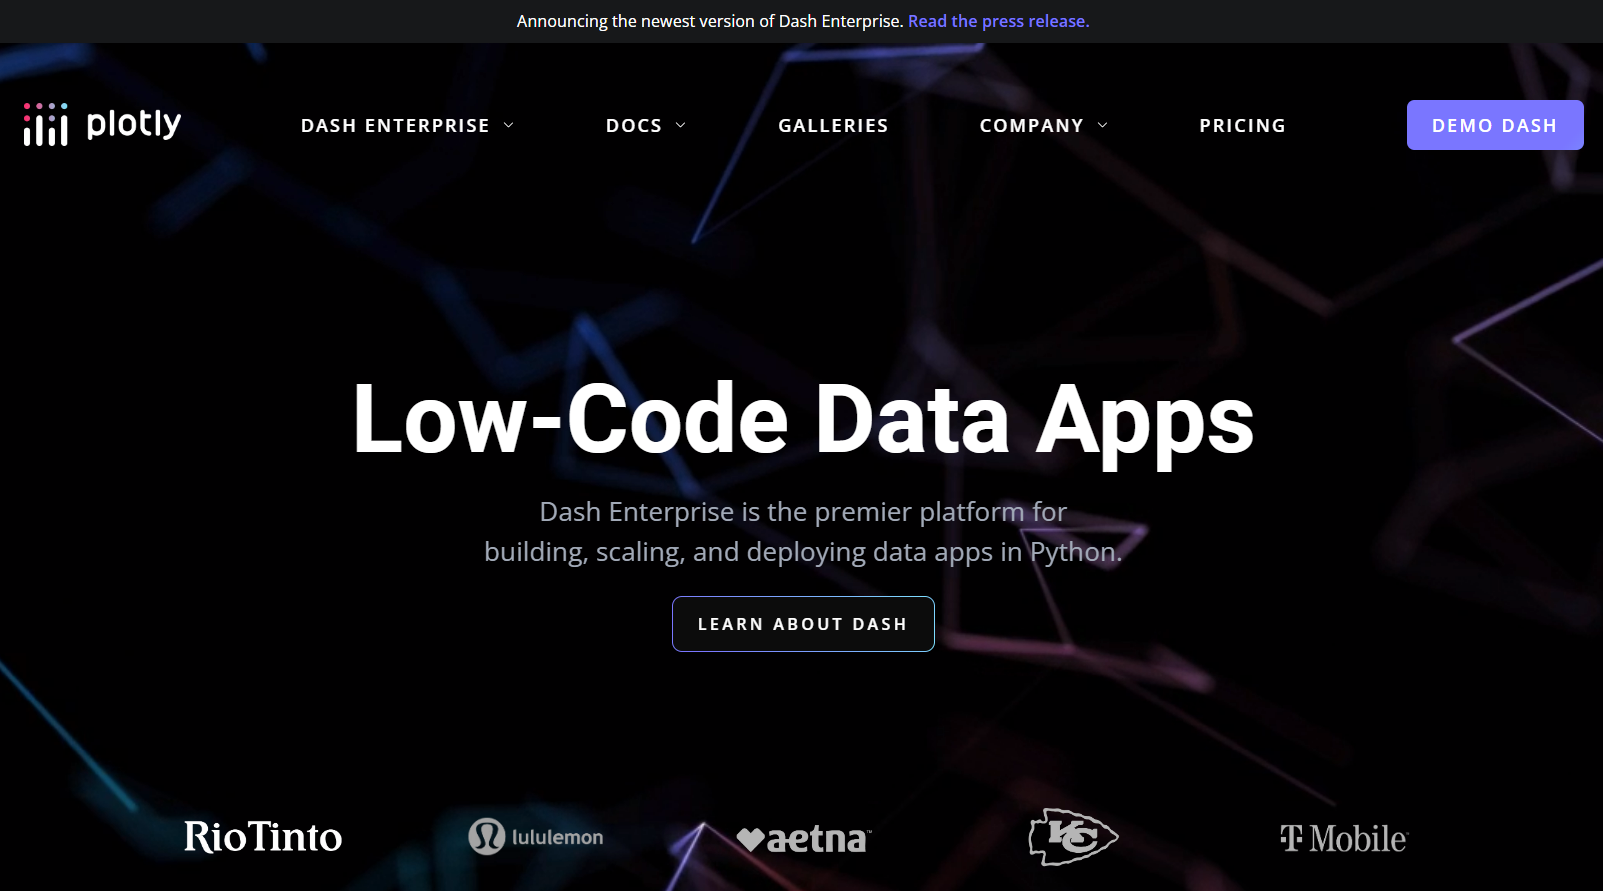 Announcing the newest version of Dash Enterprise. Read the press release.
plotly
DASH ENTERPRISE
DOCS
GALLERIES
COMPANY
PRICING
DEMO DASH
Low-Code Data Apps
Dash Enterprise is the premier platform for
building, scaling, and deploying data apps in Python.
LEARN ABOUT DASH
RioTinto
lululemon
aetna™
KC
T Mobile